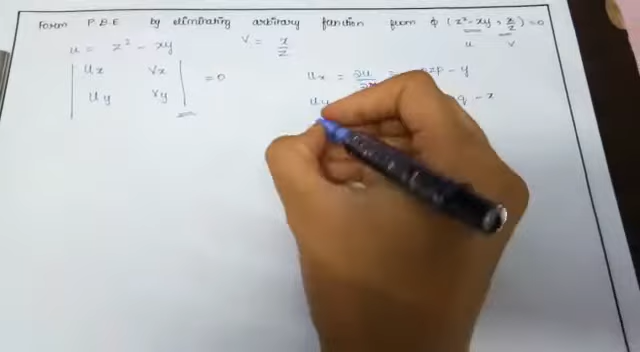 Form P.D.E by eliminating arbitrary function from φ(z² - xy, x/z) = 0
u v
u = z² - xy v = x/z
| ux vx | = 0
| uy vy |
ux = ∂u/∂x = 2zp - y
uy q - x